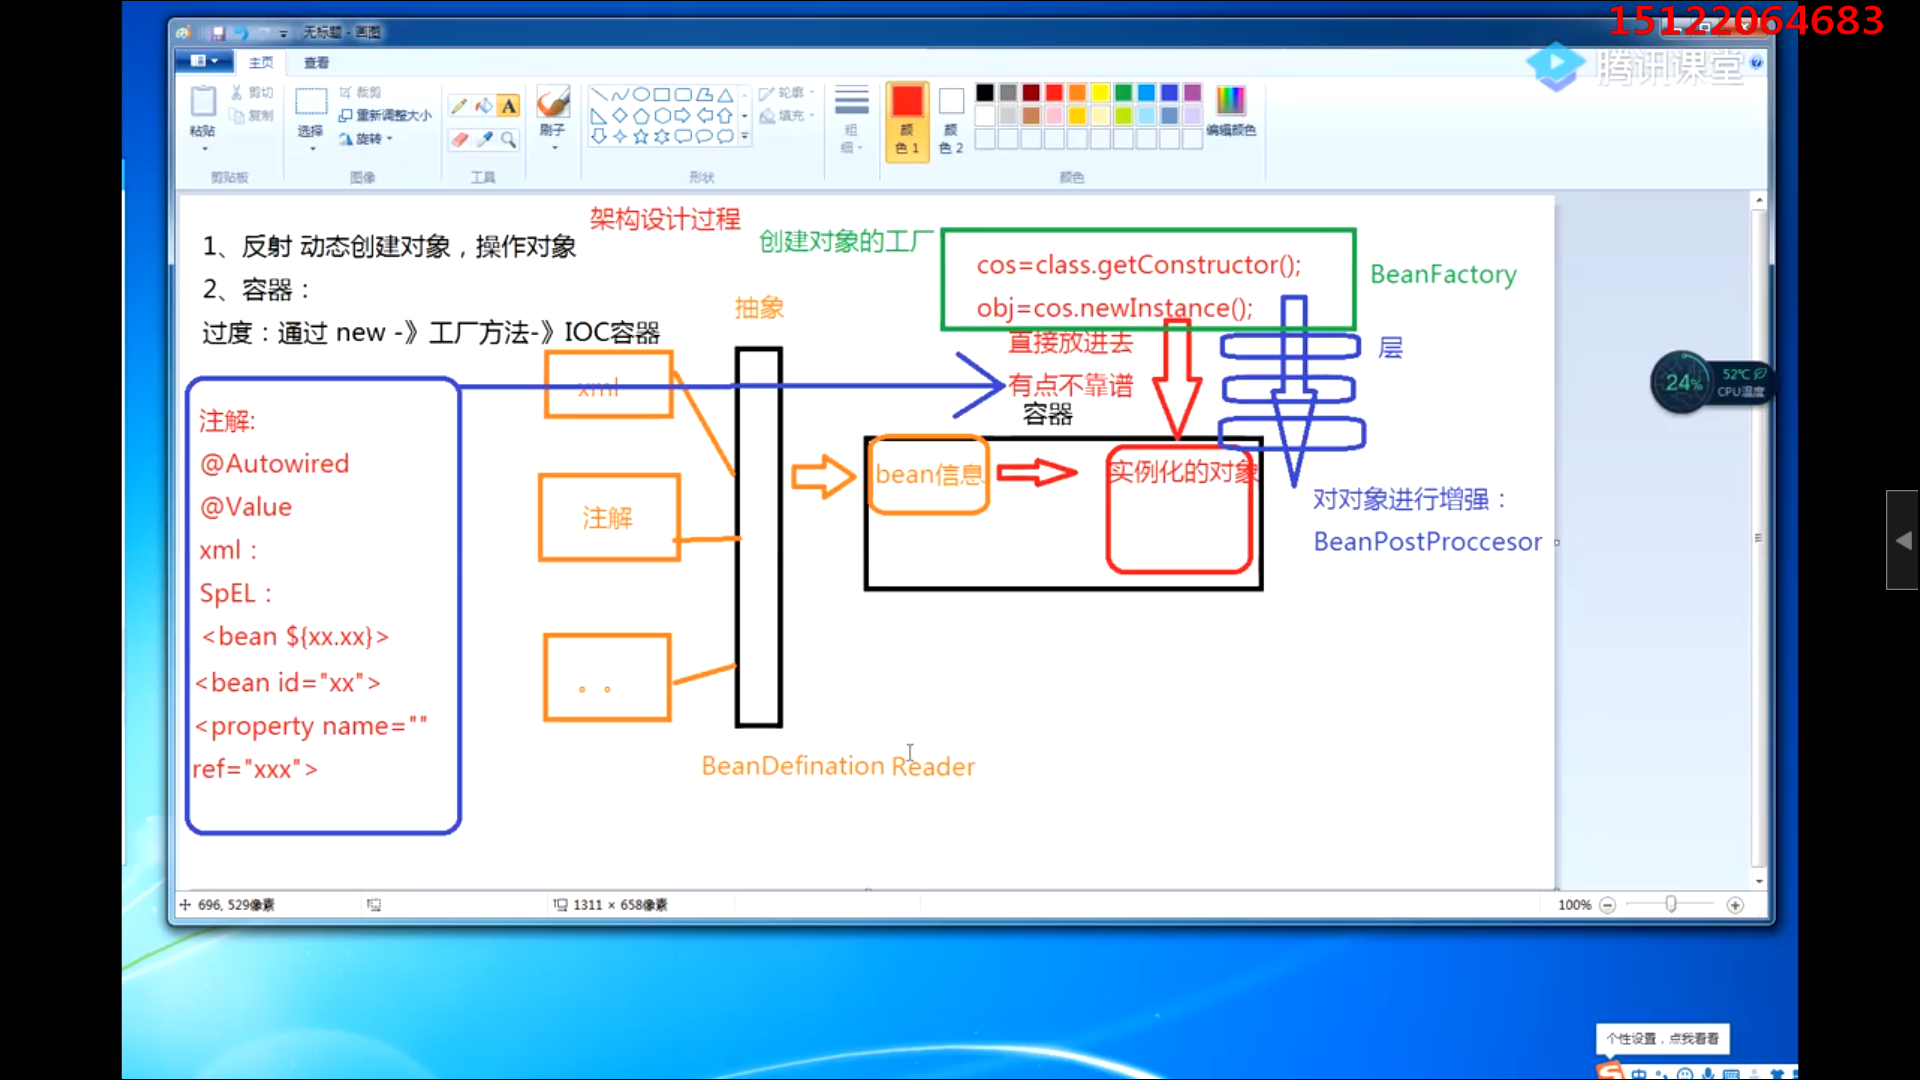 15122064683
腾讯课堂
无标题 - 画图
主页 查看
粘贴
剪切
复制
剪贴板
选择
裁剪
重新调整大小
旋转
图像
A
工具
刷子
形状
轮廓
填充
粗细
颜色 1
颜色 2
编辑颜色
颜色
架构设计过程
1、反射 动态创建对象，操作对象
2、容器：
过度：通过 new -》工厂方法-》IOC容器
创建对象的工厂
cos=class.getConstructor();
obj=cos.newInstance();
BeanFactory
抽象
直接放进去
有点不靠谱
容器
层
xml
注解
。。
bean信息
实例化的对象
对对象进行增强：
BeanPostProccesor
注解:
@Autowired
@Value
xml：
SpEL：
<bean ${xx.xx}>
<bean id="xx">
<property name=""
ref="xxx">
BeanDefination Reader
24%
52℃
CPU温度
696, 529像素
1311 × 658像素
100%
个性设置，点我看看
中